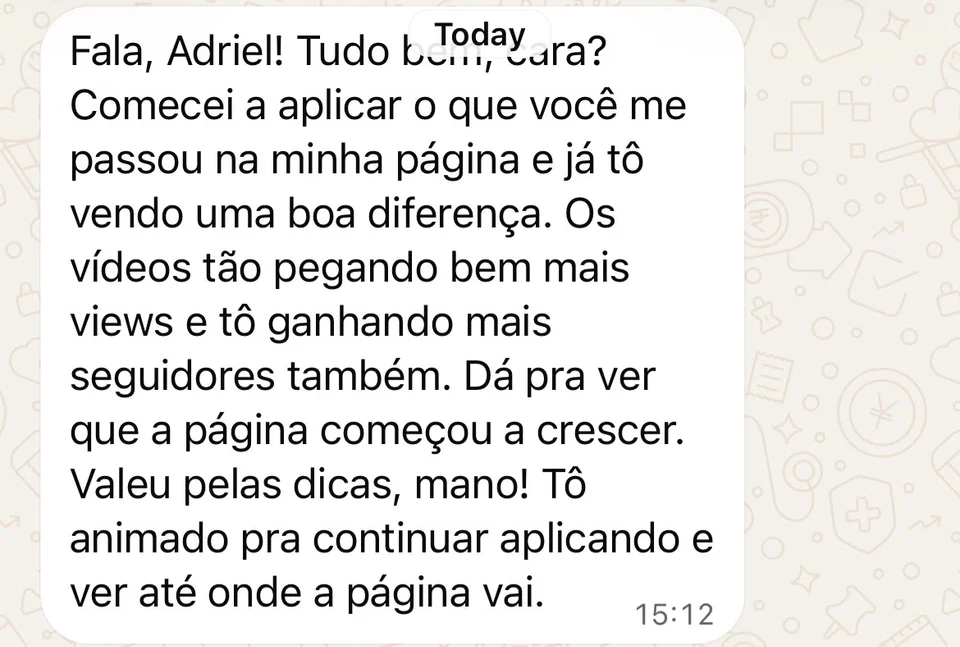 Today
Fala, Adriel! Tudo bem, cara?
Comecei a aplicar o que você me
passou na minha página e já tô
vendo uma boa diferença. Os
vídeos tão pegando bem mais
views e tô ganhando mais
seguidores também. Dá pra ver
que a página começou a crescer.
Valeu pelas dicas, mano! Tô
animado pra continuar aplicando e
ver até onde a página vai.
15:12